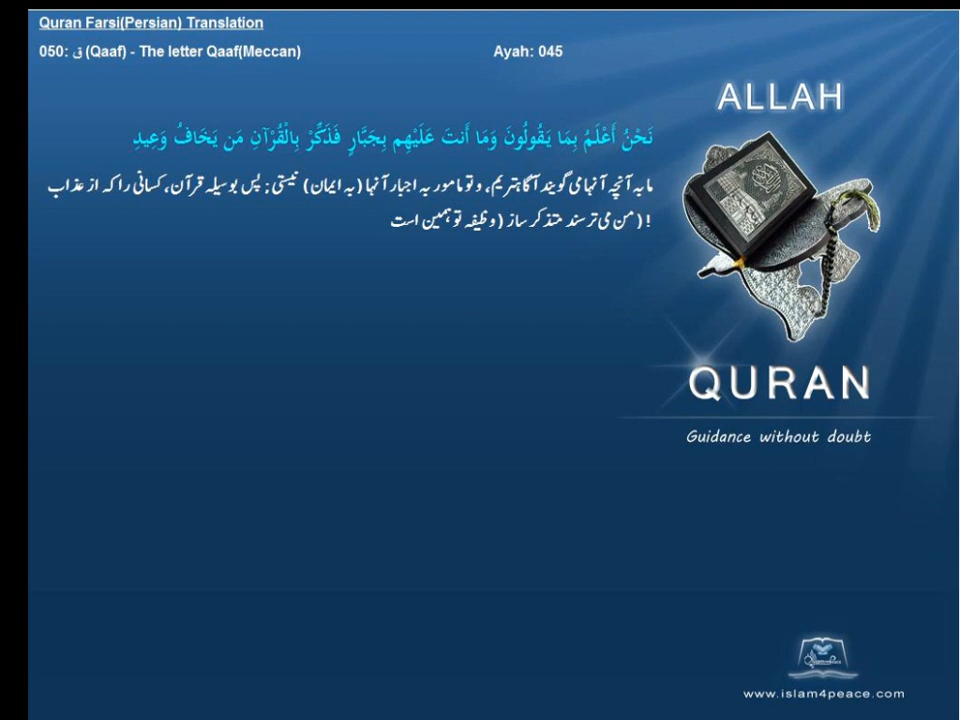 Quran Farsi(Persian) Translation
050: ق (Qaaf) - The letter Qaaf(Meccan) Ayah: 045
ALLAH
نَحْنُ أَعْلَمُ بِمَا يَقُولُونَ وَمَا أَنتَ عَلَيْهِم بِجَبَّارٍ فَذَكِّرْ بِالْقُرْآنِ مَن يَخَافُ وَعِيدِ
ما به آنچه آنها می گویند آگاهتریم، و تو مامور به اجبار آنها (به ایمان) نیستی؛ پس بوسیله قرآن، کسانی را که از عذاب
! (من می ترسند متذکر ساز (وظیفه تو همین است
QURAN
Guidance without doubt
www.islam4peace.com